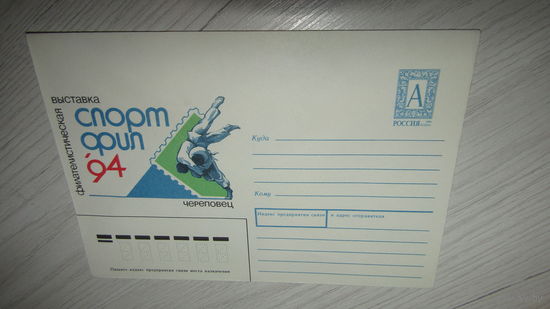 филателистическая
выставка
спорт
фил
'94
череповец
А
РОССИЯ
Куда
Кому
Индекс предприятия связи и адрес отправителя
Пишите индекс предприятия связи места назначения